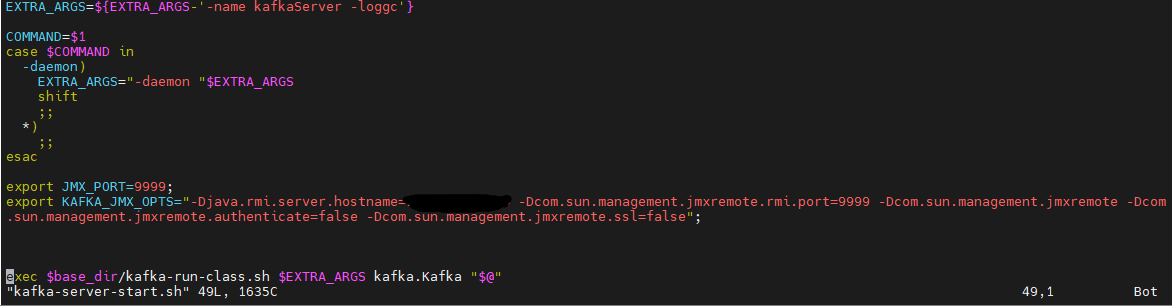 EXTRA_ARGS=${EXTRA_ARGS-'-name kafkaServer -loggc'}
COMMAND=$1
case $COMMAND in
  -daemon)
    EXTRA_ARGS="-daemon "$EXTRA_ARGS
    shift
    ;;
  *)
    ;;
esac
export JMX_PORT=9999;
export KAFKA_JMX_OPTS="-Djava.rmi.server.hostname= -Dcom.sun.management.jmxremote.rmi.port=9999 -Dcom.sun.management.jmxremote -Dcom
.sun.management.jmxremote.authenticate=false -Dcom.sun.management.jmxremote.ssl=false";
exec $base_dir/kafka-run-class.sh $EXTRA_ARGS kafka.Kafka "$@"
"kafka-server-start.sh" 49L, 1635C 49,1 Bot